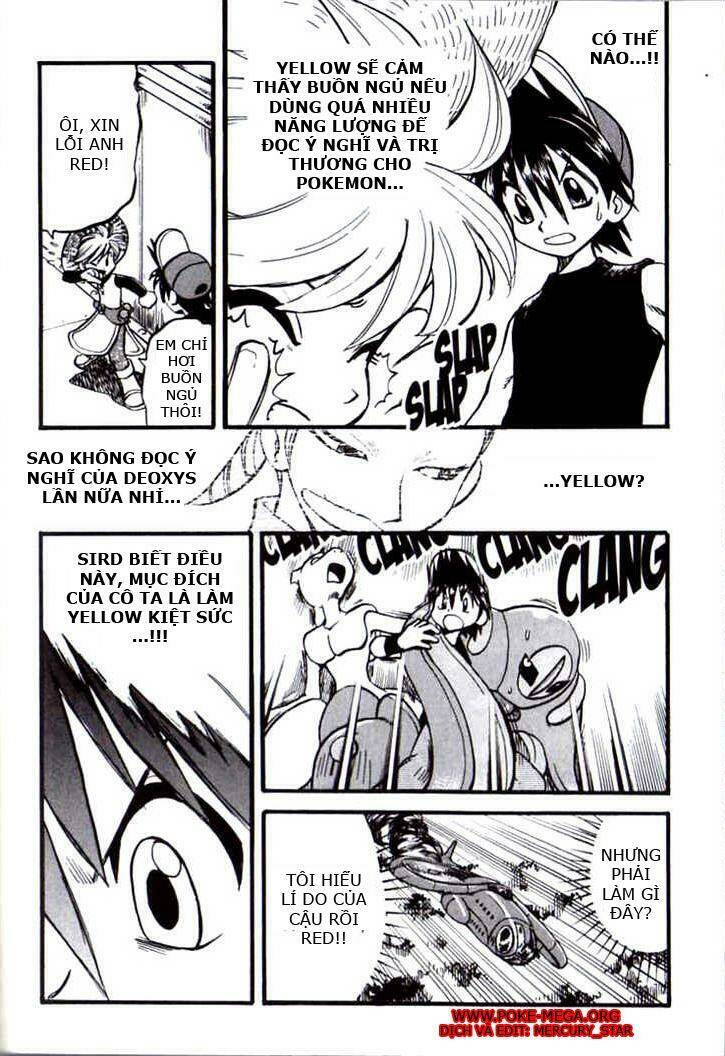 CÓ THỂ
NÀO...!!
YELLOW SẼ CẢM
THẤY BUỒN NGỦ NẾU
DÙNG QUÁ NHIỀU
NĂNG LƯỢNG ĐỂ
ĐỌC Ý NGHĨ VÀ TRỊ
THƯƠNG CHO
POKEMON...
SLAP
SLAP
ÔI, XIN
LỖI ANH
RED!
EM CHỈ
HƠI
BUỒN
NGỦ
THÔI!
SAO KHÔNG ĐỌC Ý
NGHĨ CỦA DEOXYS
LẦN NỮA NHỈ...
...YELLOW?
SIRD BIẾT ĐIỀU
NÀY, MỤC ĐÍCH
CỦA CÔ TA LÀ LÀM
YELLOW KIỆT SỨC
...!!!
CLANG
CLANG
CLANG
CLANG
NHƯNG
PHẢI
LÀM GÌ
ĐÂY?
TÔI HIỂU
LÍ DO CỦA
CẬU RỒI
RED!!
WWW.POKE-MEGA.ORG
DỊCH VÀ EDIT: MERCURY_STAR